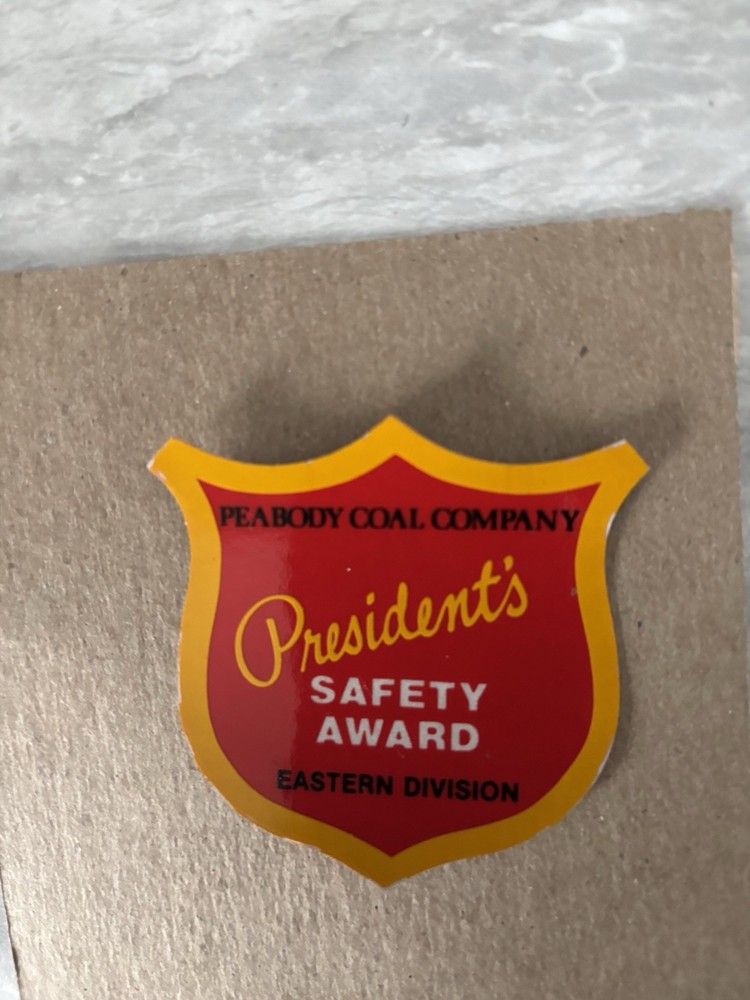 PEABODY COAL COMPANY
President's
SAFETY
AWARD
EASTERN DIVISION